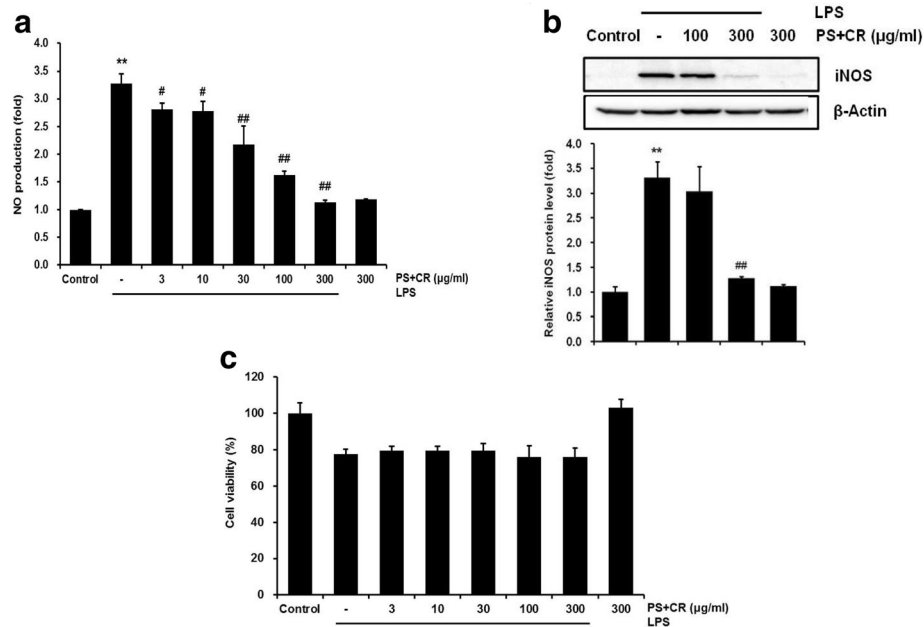 a
NO production (fold)
4.0
3.5
3.0
2.5
2.0
1.5
1.0
0.5
0.0
** # # ## ## ##
Control - 3 10 30 100 300 300 PS+CR (µg/ml)
LPS
b
LPS
Control - 100 300 300 PS+CR (µg/ml)
iNOS
β-Actin
Relative iNOS protein level (fold)
4.0
3.5
3.0
2.5
2.0
1.5
1.0
0.5
0.0
** ##
c
Cell viability (%)
120
100
80
60
40
20
0
Control - 3 10 30 100 300 300 PS+CR (µg/ml)
LPS